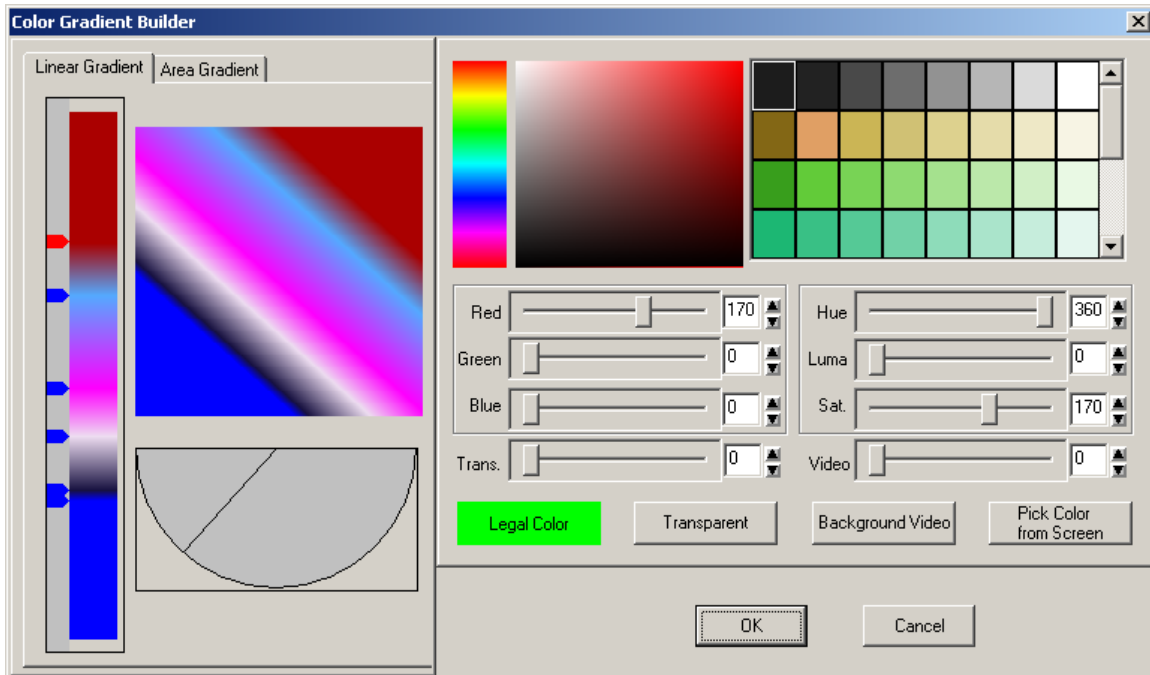 Color Gradient Builder
Linear Gradient
Area Gradient
Red
170
Green
0
Blue
0
Trans.
0
Hue
360
Luma
0
Sat.
170
Video
0
Legal Color
Transparent
Background Video
Pick Color
from Screen
OK
Cancel